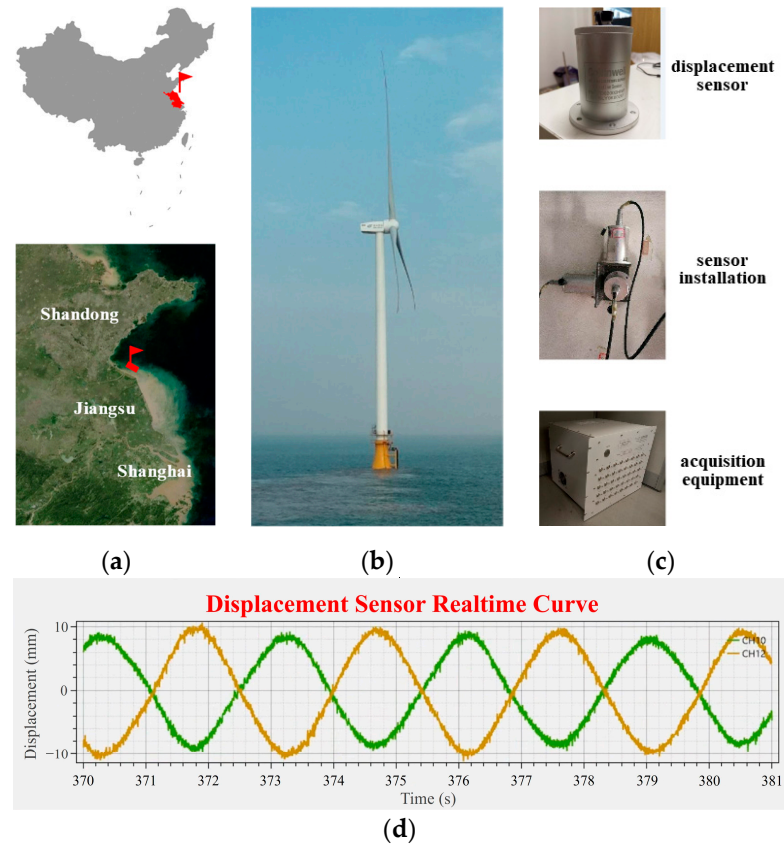 displacement
sensor
Shandong
Jiangsu
Shanghai
sensor
installation
acquisition
equipment
(a)
(b)
(c)
Displacement Sensor Realtime Curve
Displacement (mm)
10
0
−10
CH10
CH12
370 371 372 373 374 375 376 377 378 379 380 381
Time (s)
(d)